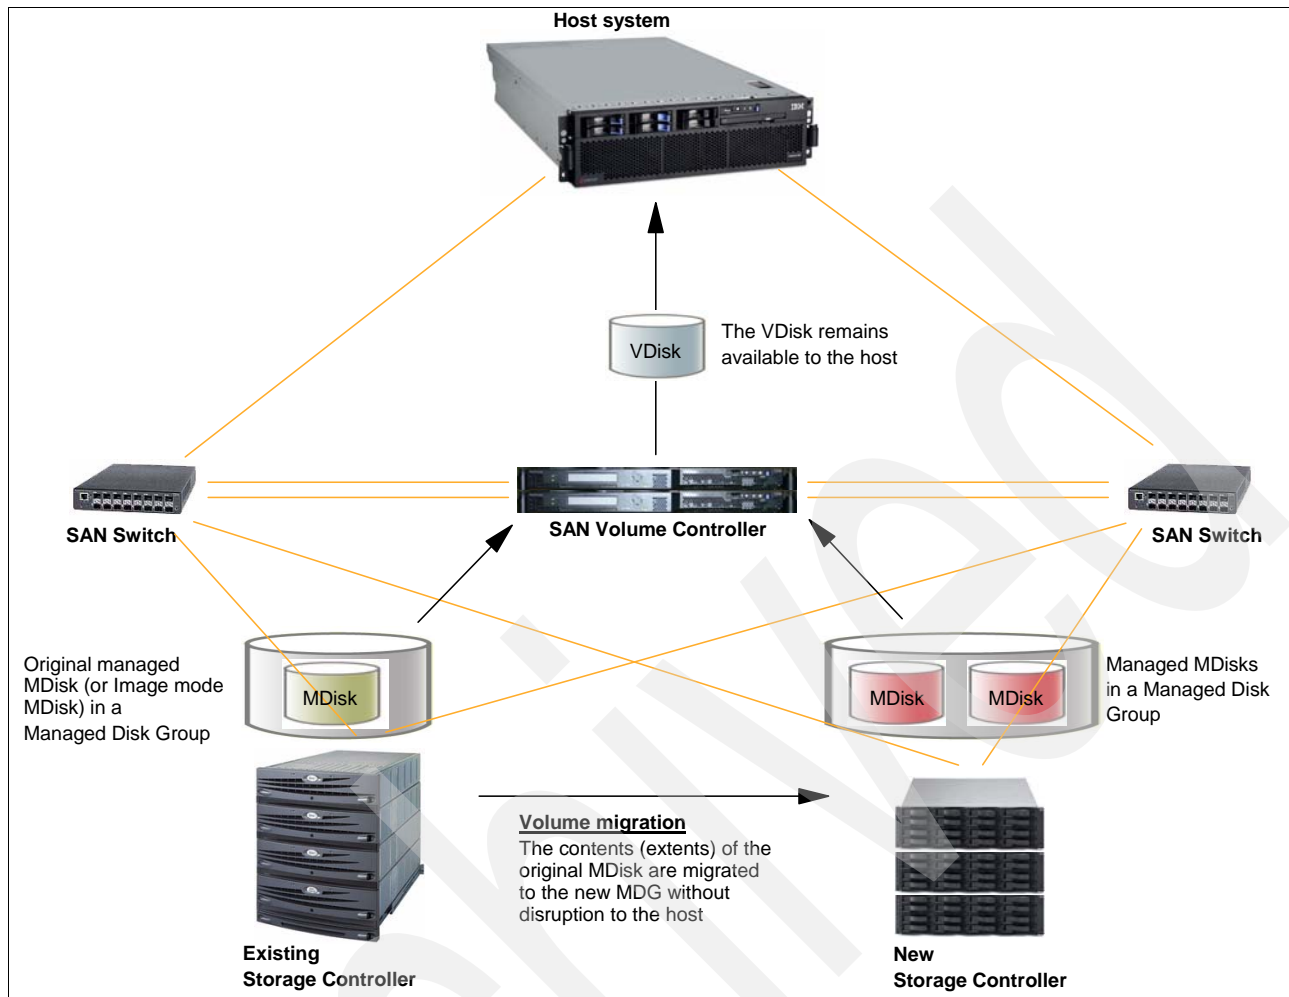 Host system
IBM
VDisk
The VDisk remains
available to the host
SAN Switch
SAN Volume Controller
SAN Switch
Original managed
MDisk (or Image mode
MDisk) in a
Managed Disk Group
MDisk
MDisk
MDisk
Managed MDisks
in a Managed Disk
Group
Volume migration
The contents (extents) of the
original MDisk are migrated
to the new MDG without
disruption to the host
Existing
Storage Controller
New
Storage Controller